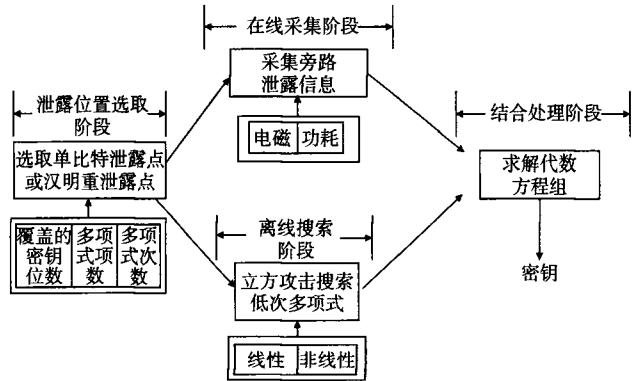 在线采集阶段
采集旁路
泄露信息
电磁 功耗
泄露位置选取
阶段
选取单比特泄露点
或汉明重泄露点
覆盖的
密钥
位数
多项
式项
数
多项
式次
数
离线搜索
阶段
立方攻击搜索
低次多项式
线性 非线性
结合处理阶段
求解代数
方程组
密钥